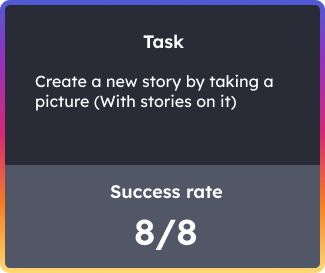 Task
Create a new story by taking a
picture (With stories on it)
Success rate
8/8